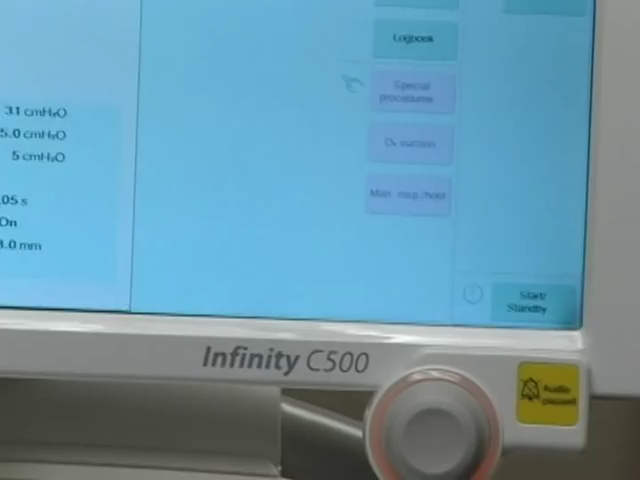 Logbook
31 cmH₂O
5.0 cmH₂O
5 cmH₂O
.05 s
On
.0 mm
Special
procedures
O₂ suction
Man. insp./hold
Start/
Standby
Infinity C500
Audio
paused